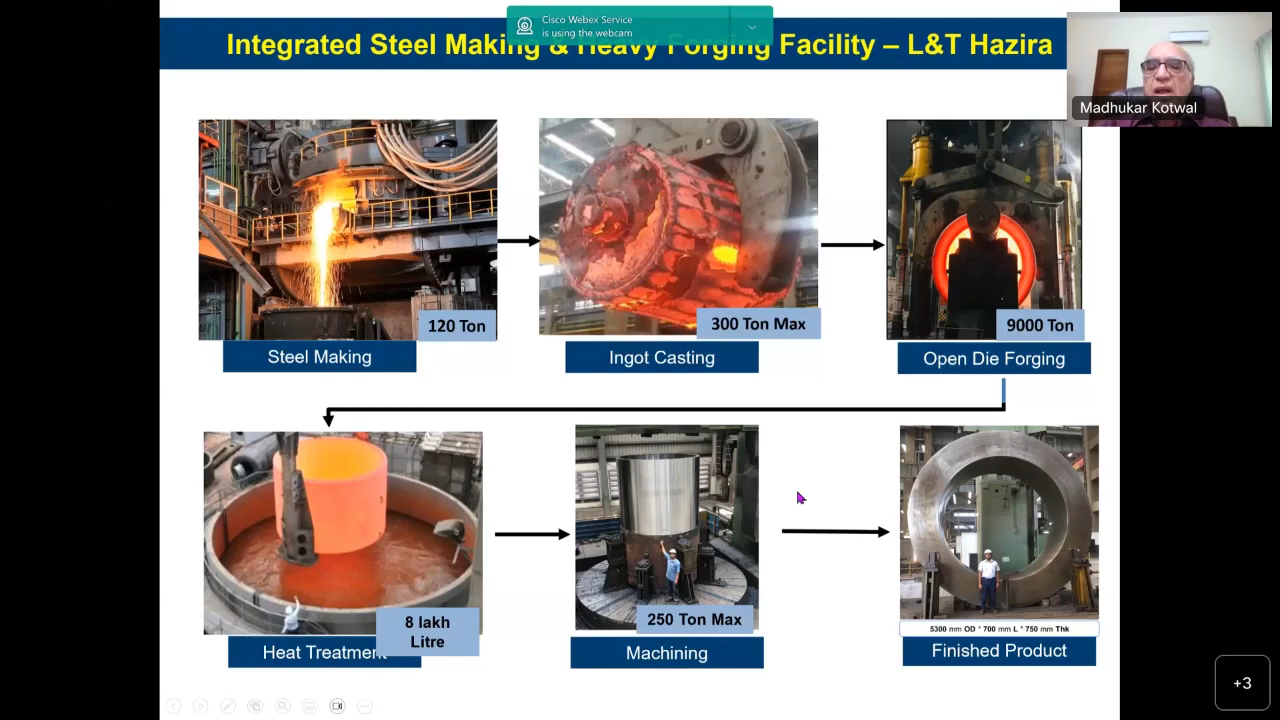 Cisco Webex Service
is using the webcam
Integrated Steel Making & Heavy Forging Facility – L&T Hazira
Madhukar Kotwal
120 Ton
300 Ton Max
9000 Ton
Steel Making
Ingot Casting
Open Die Forging
8 lakh
Litre
250 Ton Max
5300 mm OD * 700 mm L * 750 mm Thk
Heat Treatment
Machining
Finished Product
+3